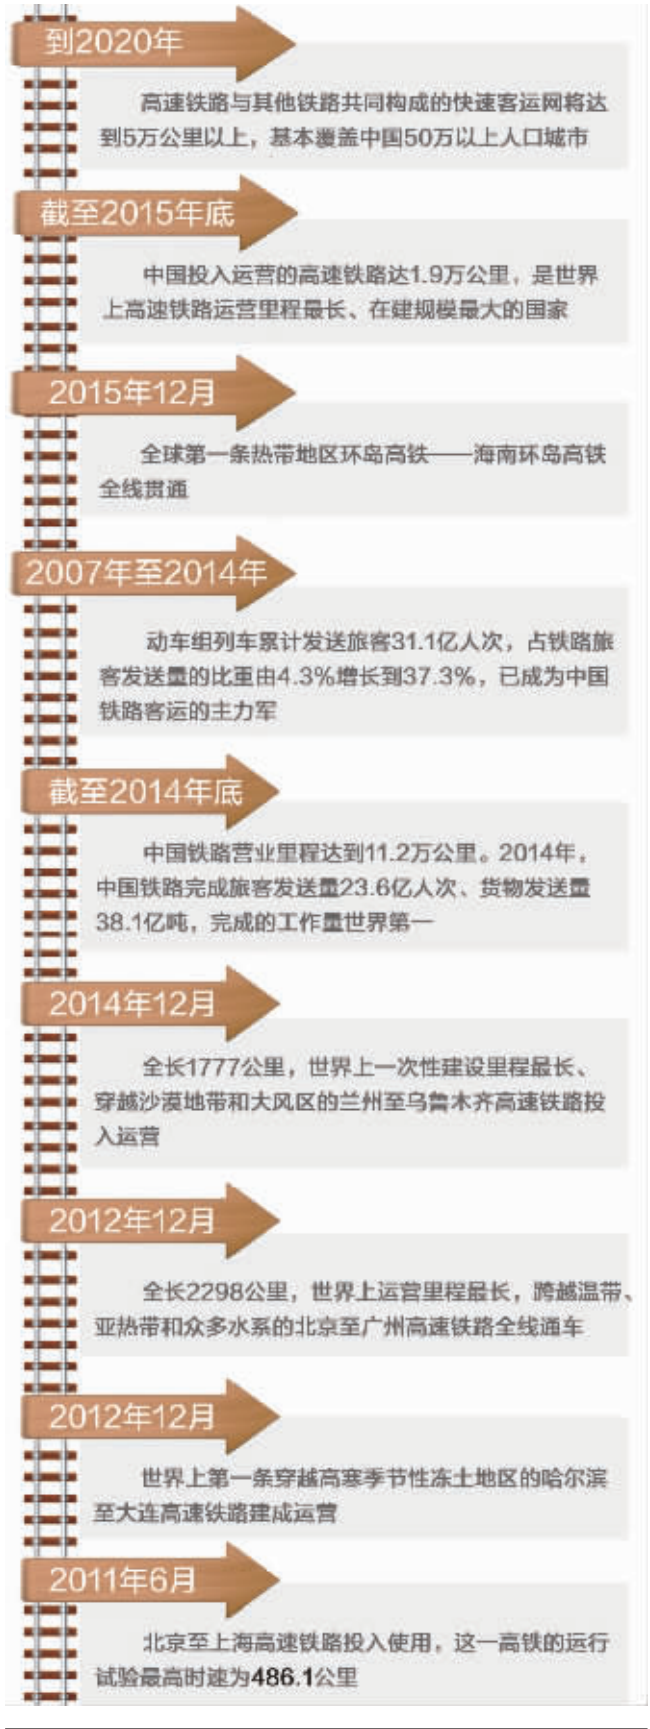 到2020年
高速铁路与其他铁路共同构成的快速客运网将达
到5万公里以上，基本覆盖中国50万以上人口城市
截至2015年底
中国投入运营的高速铁路达1.9万公里，是世界
上高速铁路运营里程最长、在建规模最大的国家
2015年12月
全球第一条热带地区环岛高铁——海南环岛高铁
全线贯通
2007年至2014年
动车组列车累计发送旅客31.1亿人次，占铁路旅
客发送量的比重由4.3%增长到37.3%，已成为中国
铁路客运的主力军
截至2014年底
中国铁路营业里程达到11.2万公里。2014年，
中国铁路完成旅客发送量23.6亿人次、货物发送量
38.1亿吨，完成的工作量世界第一
2014年12月
全长1777公里，世界上一次性建设里程最长、
穿越沙漠地带和大风区的兰州至乌鲁木齐高速铁路投
入运营
2012年12月
全长2298公里，世界上运营里程最长，跨越温带、
亚热带和众多水系的北京至广州高速铁路全线通车
2012年12月
世界上第一条穿越高寒季节性冻土地区的哈尔滨
至大连高速铁路建成运营
2011年6月
北京至上海高速铁路投入使用，这一高铁的运行
试验最高时速为486.1公里